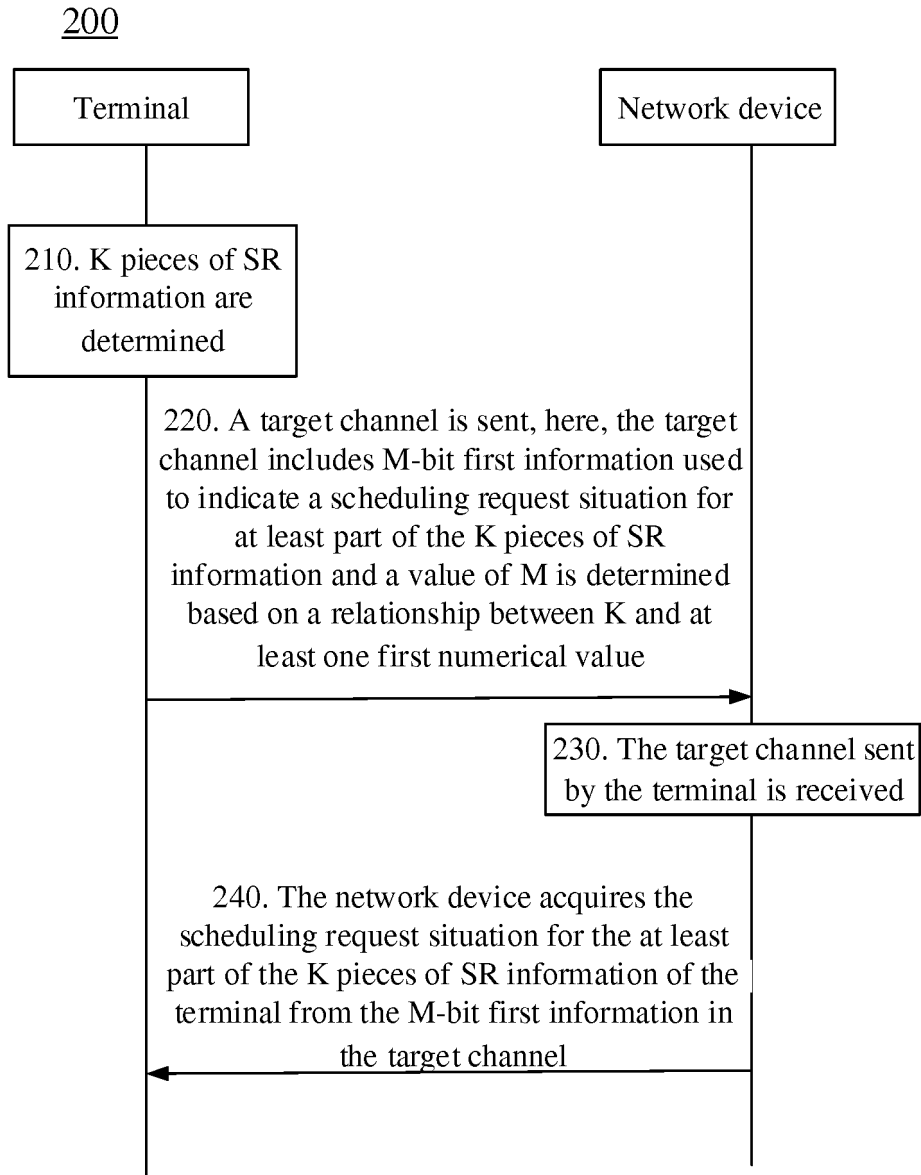 200
Terminal
Network device
210. K pieces of SR
information are
determined
220. A target channel is sent, here, the target
channel includes M-bit first information used
to indicate a scheduling request situation for
at least part of the K pieces of SR
information and a value of M is determined
based on a relationship between K and at
least one first numerical value
230. The target channel sent
by the terminal is received
240. The network device acquires the
scheduling request situation for the at least
part of the K pieces of SR information of the
terminal from the M-bit first information in
the target channel